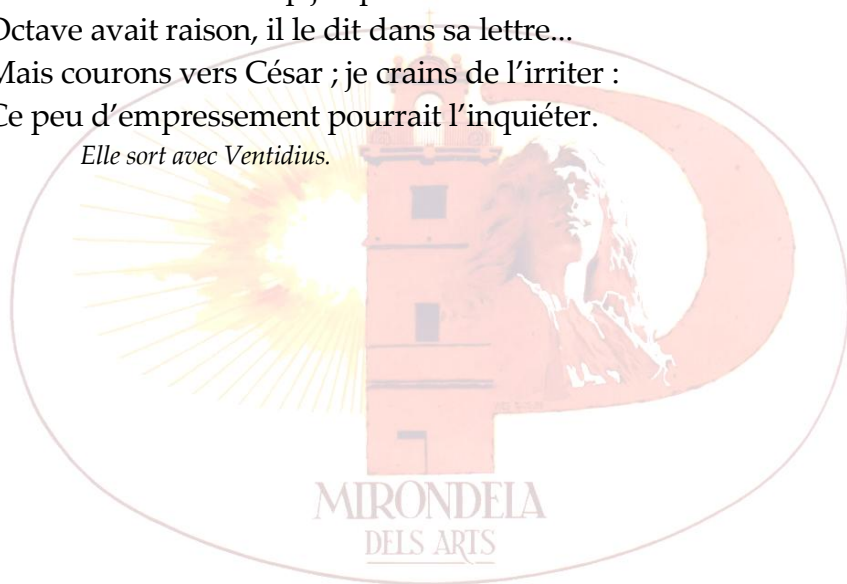 Octave avait raison, il le dit dans sa lettre...
Mais courons vers César ; je crains de l’irriter :
Ce peu d’empressement pourrait l’inquiéter.
Elle sort avec Ventidius.
MIRONDELA
DELS ARTS